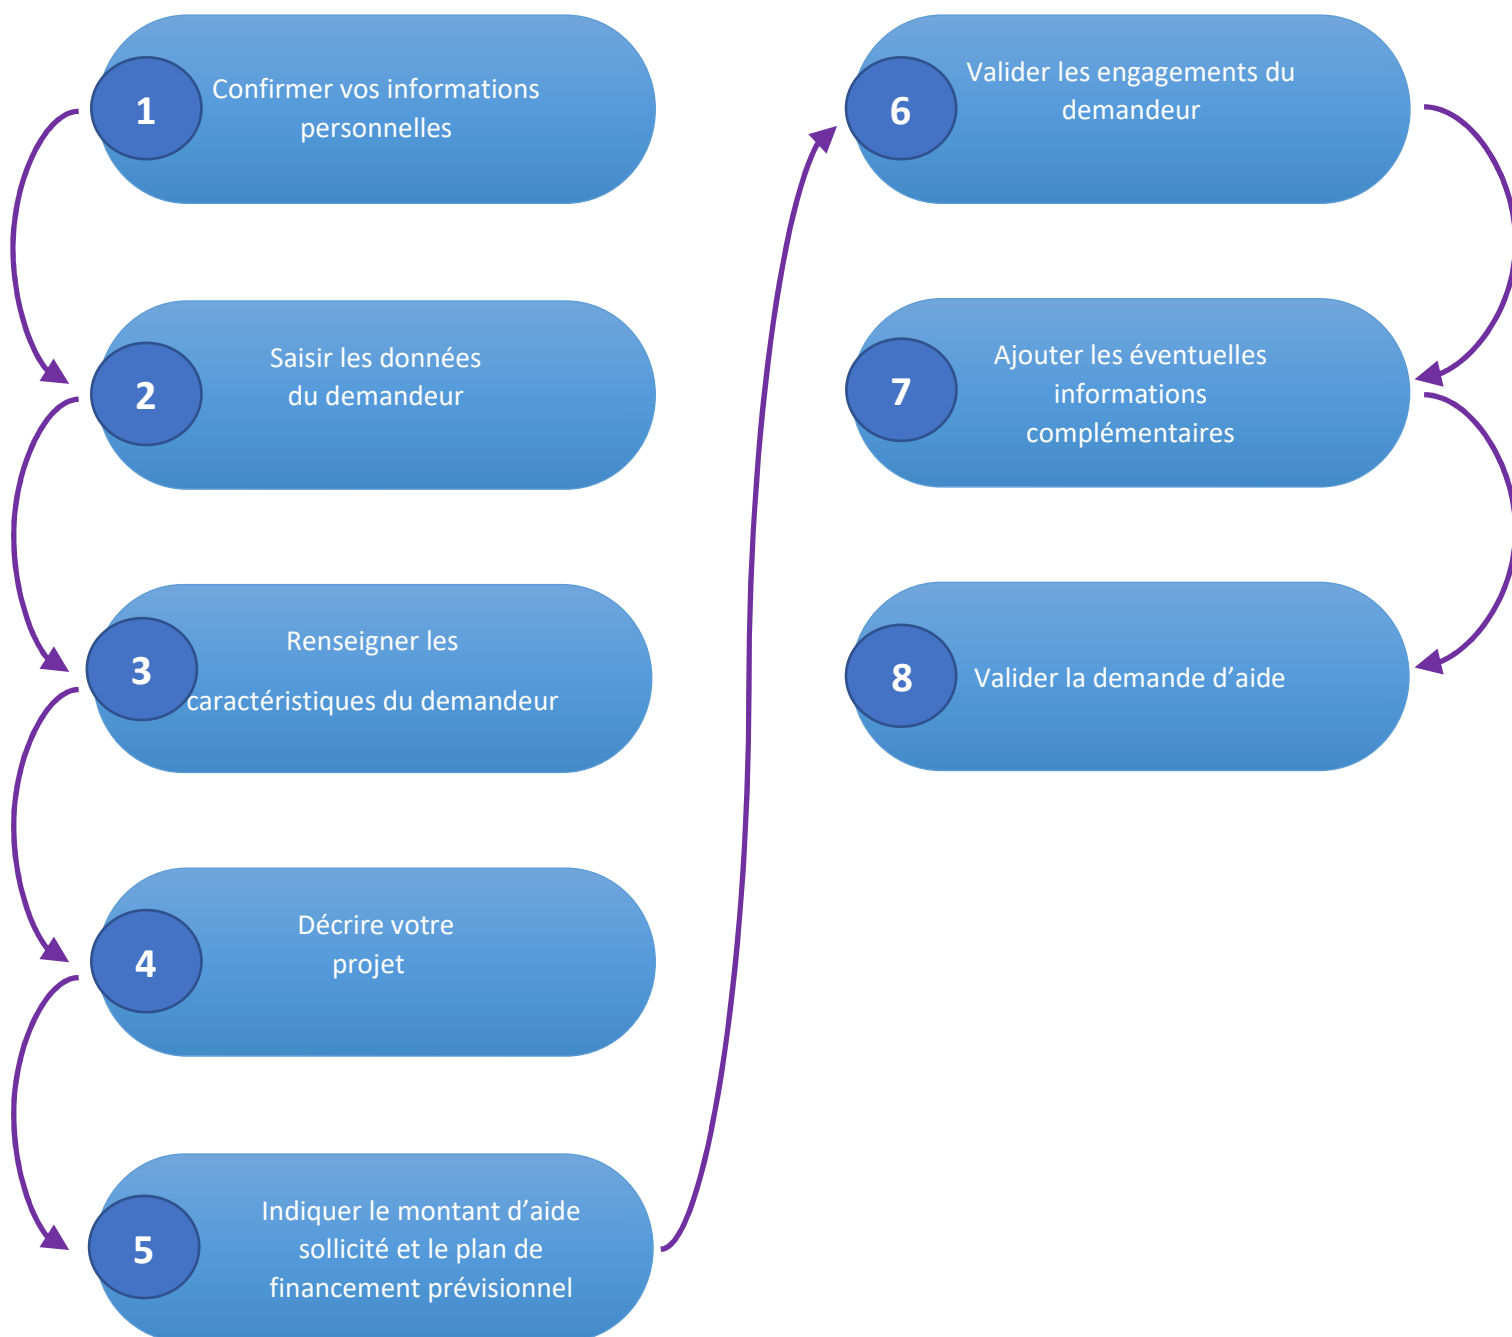 1
Confirmer vos informations
personnelles
2
Saisir les données
du demandeur
3
Renseigner les
caractéristiques du demandeur
4
Décrire votre
projet
5
Indiquer le montant d’aide
sollicité et le plan de
financement prévisionnel
6
Valider les engagements du
demandeur
7
Ajouter les éventuelles
informations
complémentaires
8
Valider la demande d’aide